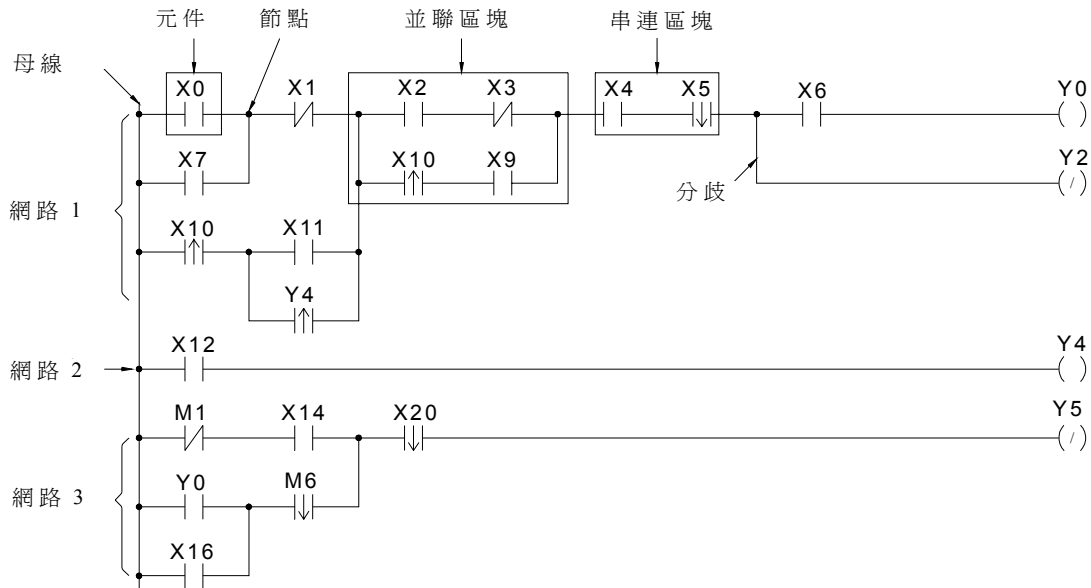 元件 節點 並聯區塊 串連區塊
母線
X0 X1 X2 X3 X4 X5 X6 Y0
X7 X10 X9 Y2
分歧
網路 1
X10 X11
Y4
網路 2 X12 Y4
M1 X14 X20 Y5
網路 3 Y0 M6
X16